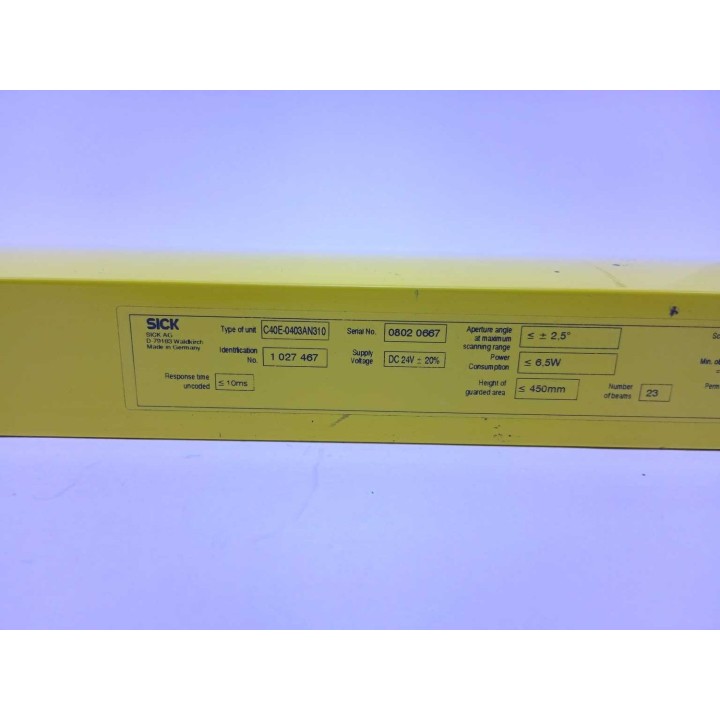 SICK
SICK AG
D-79183 Waldkirch
Made in Germany
Type of unit C40E-0403AN310
Identification No. 1 027 467
Response time uncoded ≤ 10ms
Serial No. 0802 0667
Supply Voltage DC 24V ± 20%
Aperture angle at maximum scanning range ≤ ± 2,5°
Power Consumption ≤ 6,5W
Height of guarded area ≤ 450mm
Number of beams 23
Min.